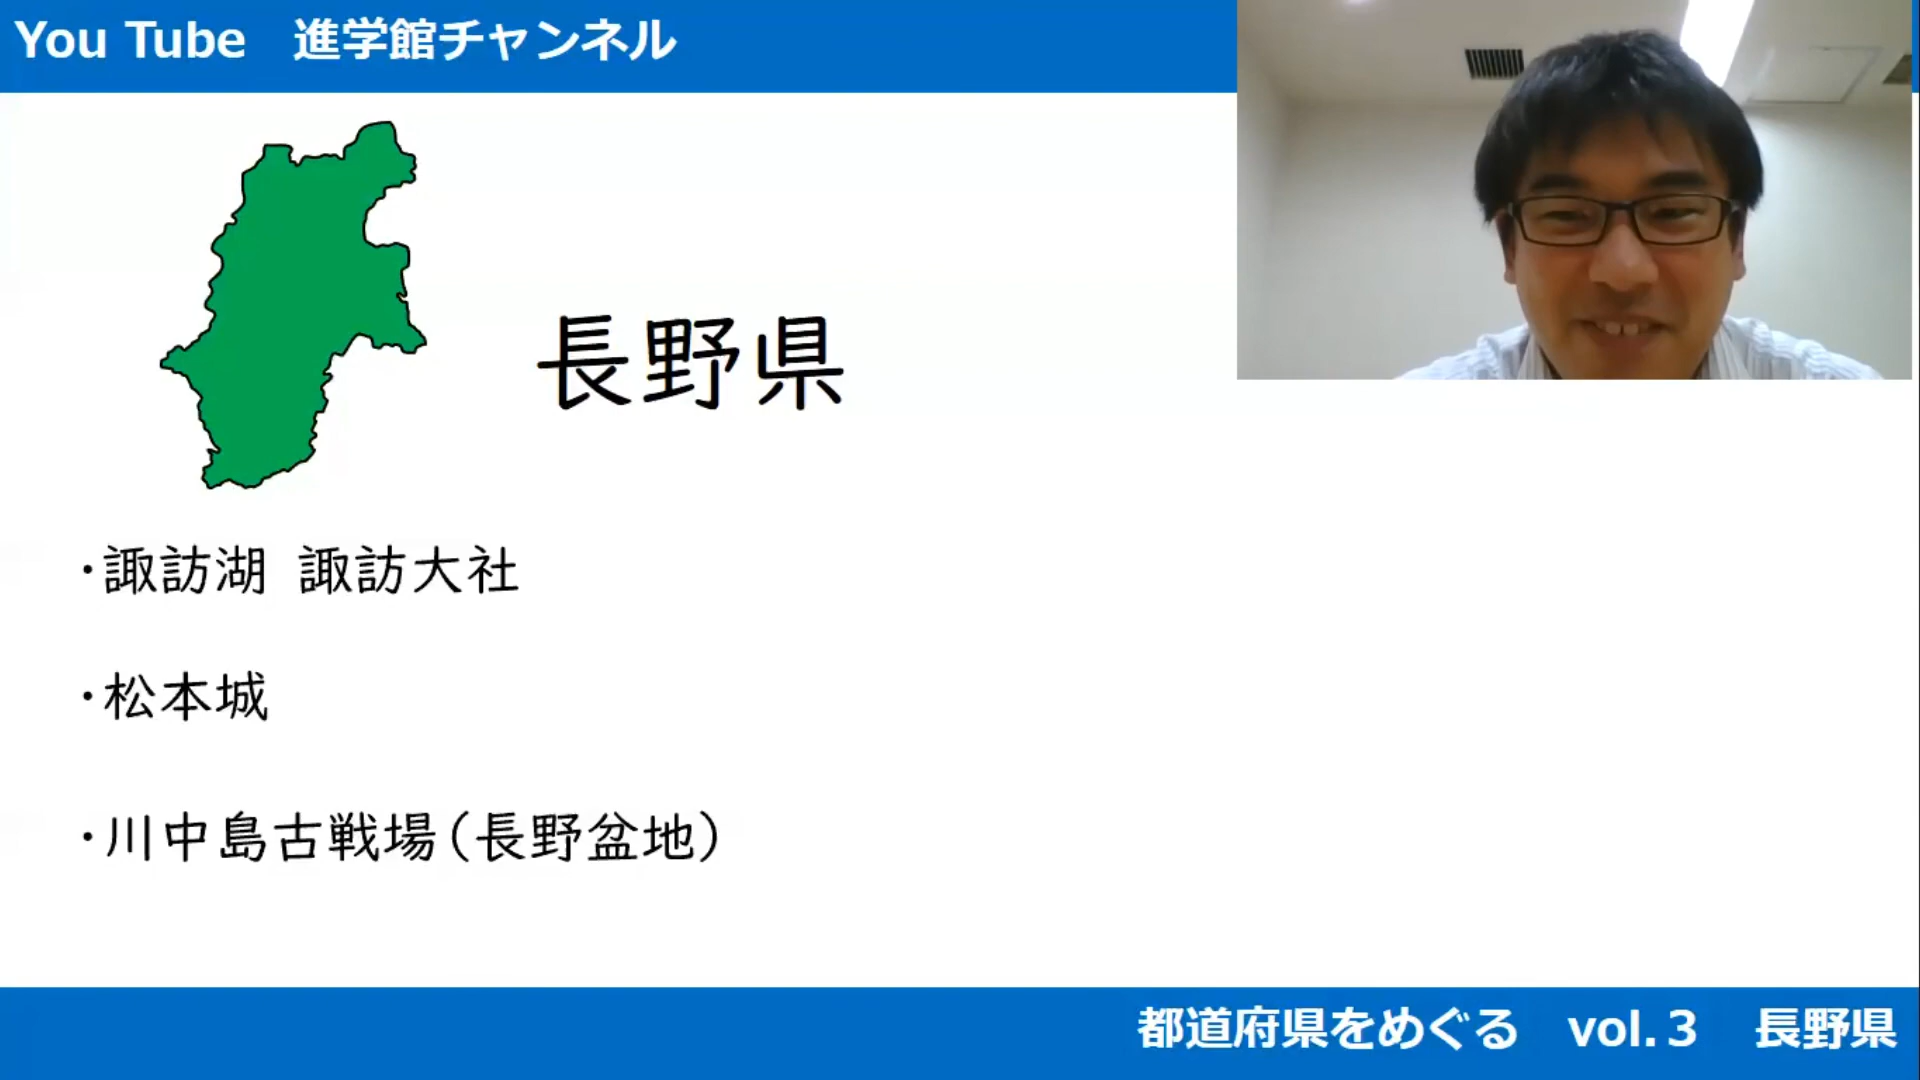 You Tube　進学館チャンネル
長野県
・諏訪湖 諏訪大社
・松本城
・川中島古戦場（長野盆地）
都道府県をめぐる　vol.３　長野県